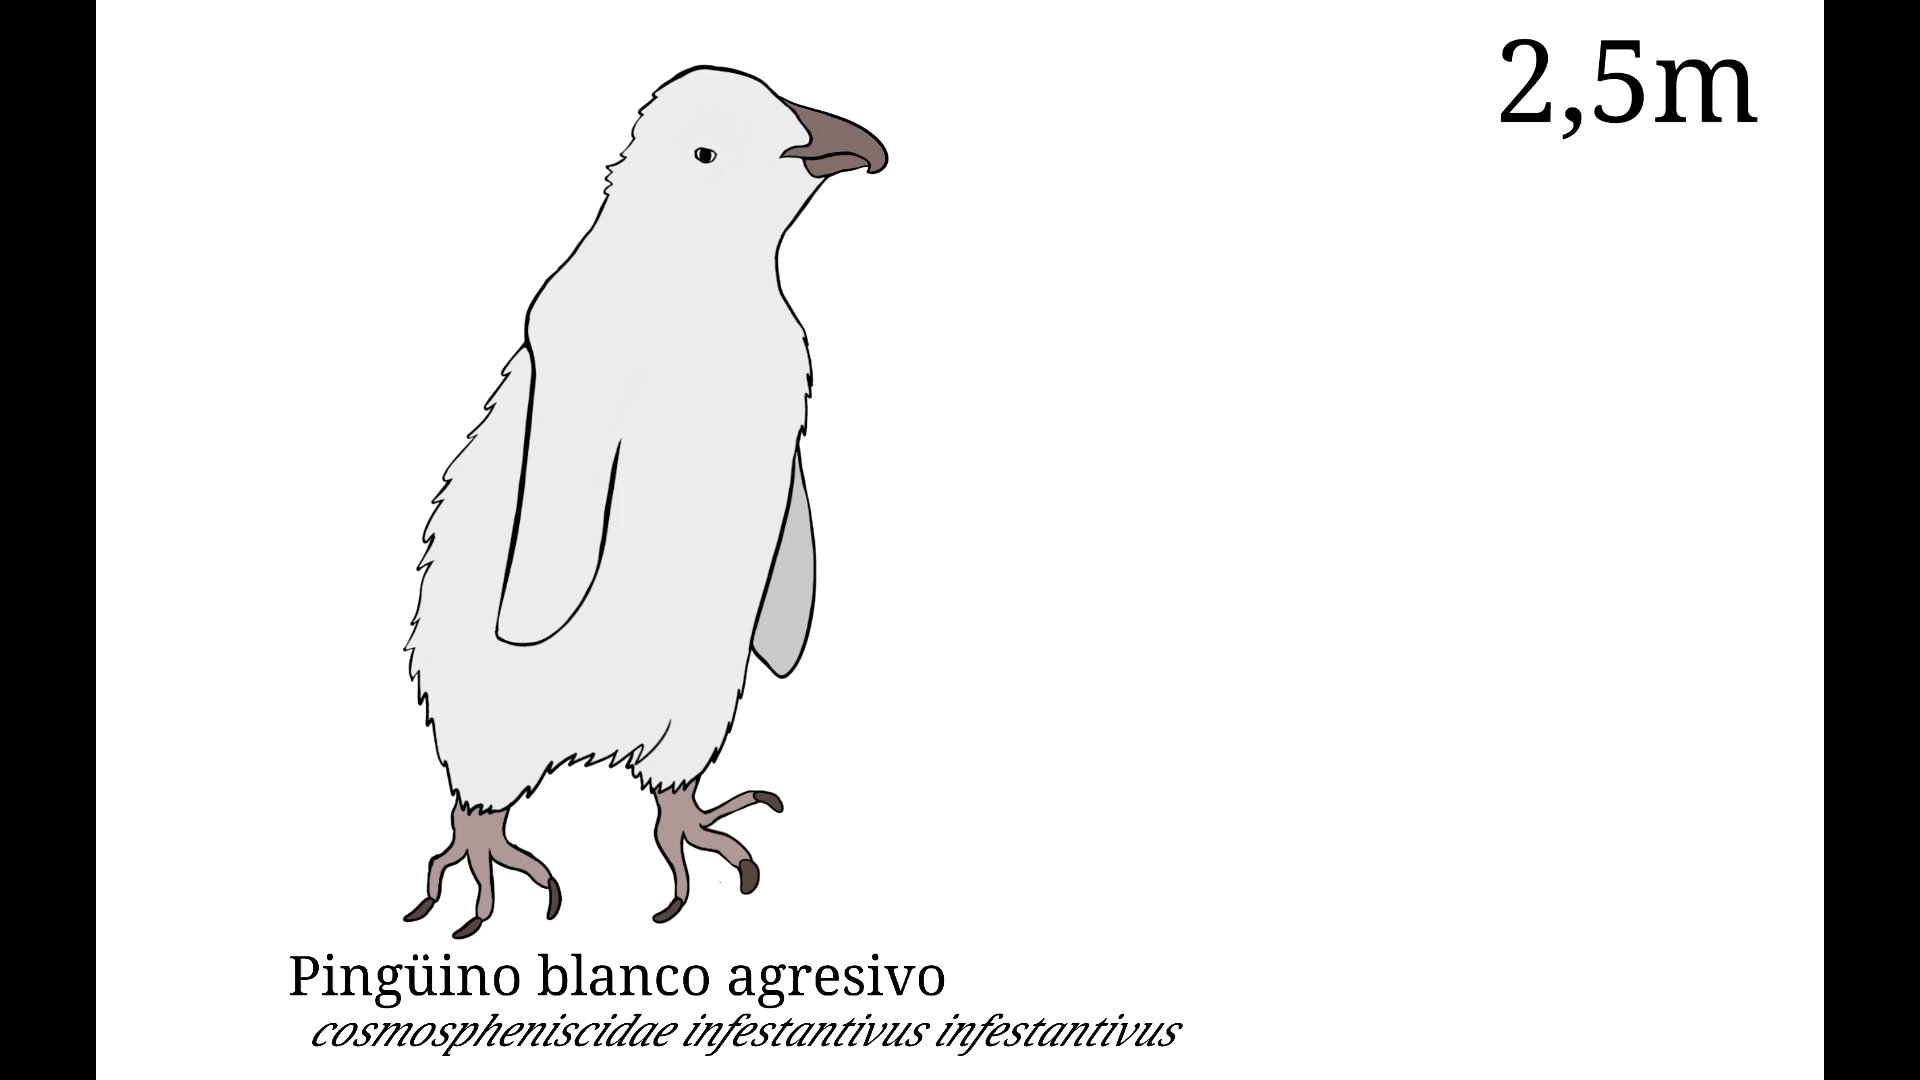 2,5m
Pingüino blanco agresivo
cosmospheniscidae infestantivus infestantivus